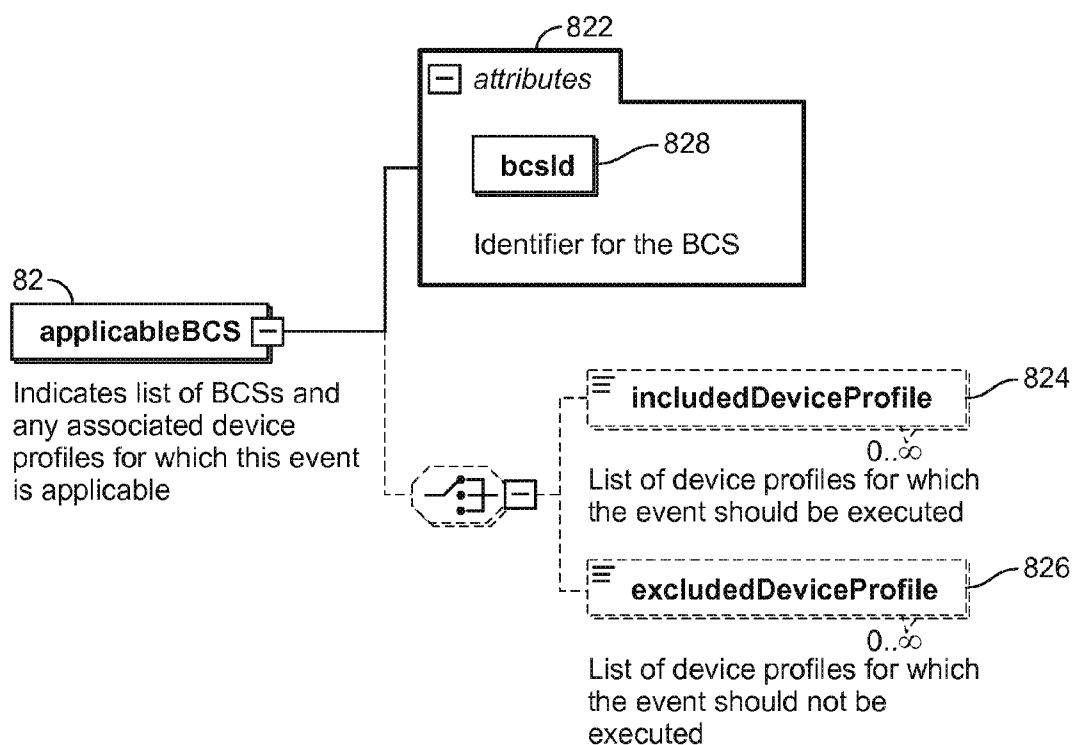 822
attributes
bcsId
828
Identifier for the BCS
82
applicableBCS
Indicates list of BCSs and
any associated device
profiles for which this event
is applicable
includedDeviceProfile
824
0..∞
List of device profiles for which
the event should be executed
excludedDeviceProfile
826
0..∞
List of device profiles for which
the event should not be
executed